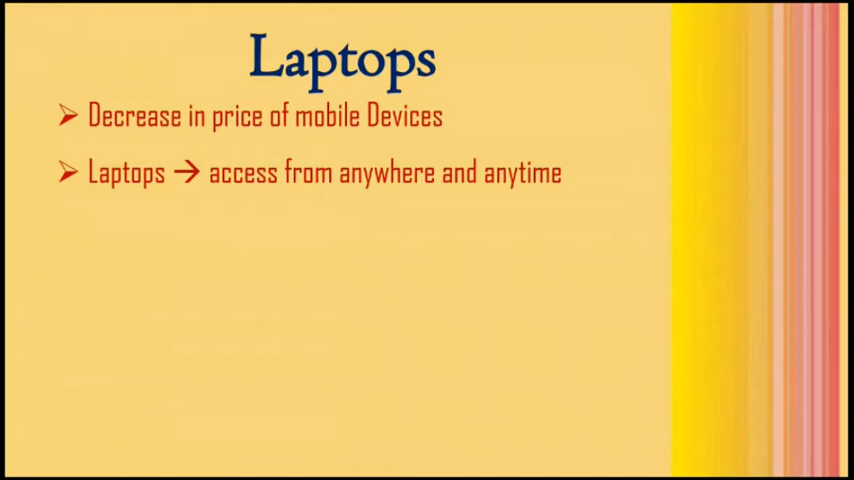 Laptops
➢ Decrease in price of mobile Devices
➢ Laptops → access from anywhere and anytime